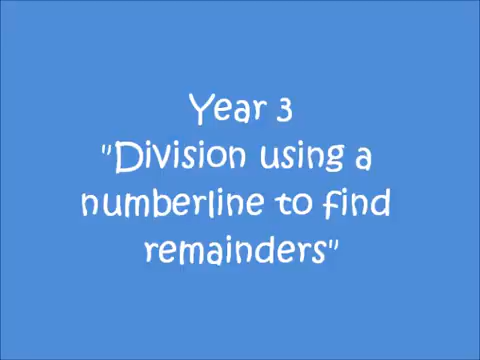 Year 3
"Division using a
numberline to find
remainders"